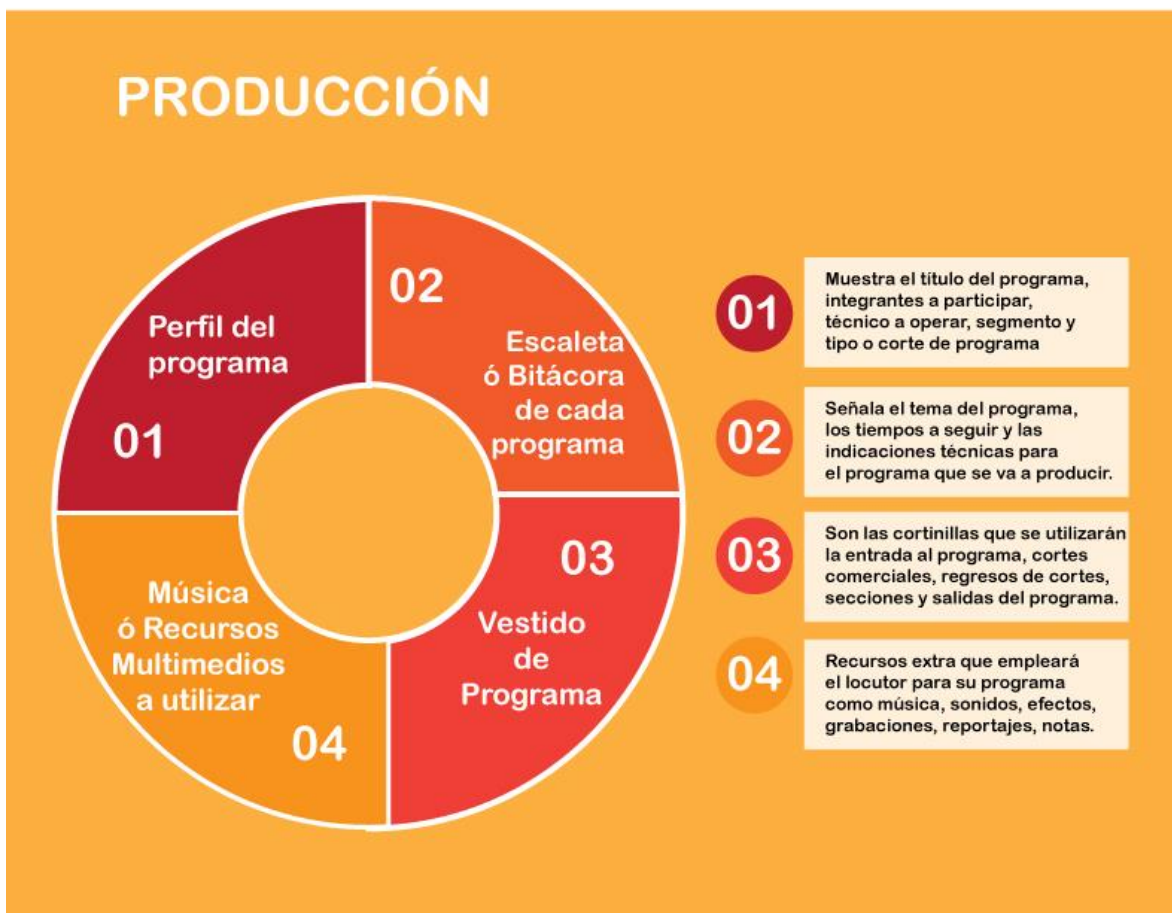 PRODUCCIÓN
Perfil del
programa
01
02
Escaleta
ó Bitácora
de cada
programa
03
Vestido
de
Programa
Música
ó Recursos
Multimedios
a utilizar
04
01
Muestra el título del programa,
integrantes a participar,
técnico a operar, segmento y
tipo o corte de programa
02
Señala el tema del programa,
los tiempos a seguir y las
indicaciones técnicas para
el programa que se va a producir.
03
Son las cortinillas que se utilizarán
la entrada al programa, cortes
comerciales, regresos de cortes,
secciones y salidas del programa.
04
Recursos extra que empleará
el locutor para su programa
como música, sonidos, efectos,
grabaciones, reportajes, notas.